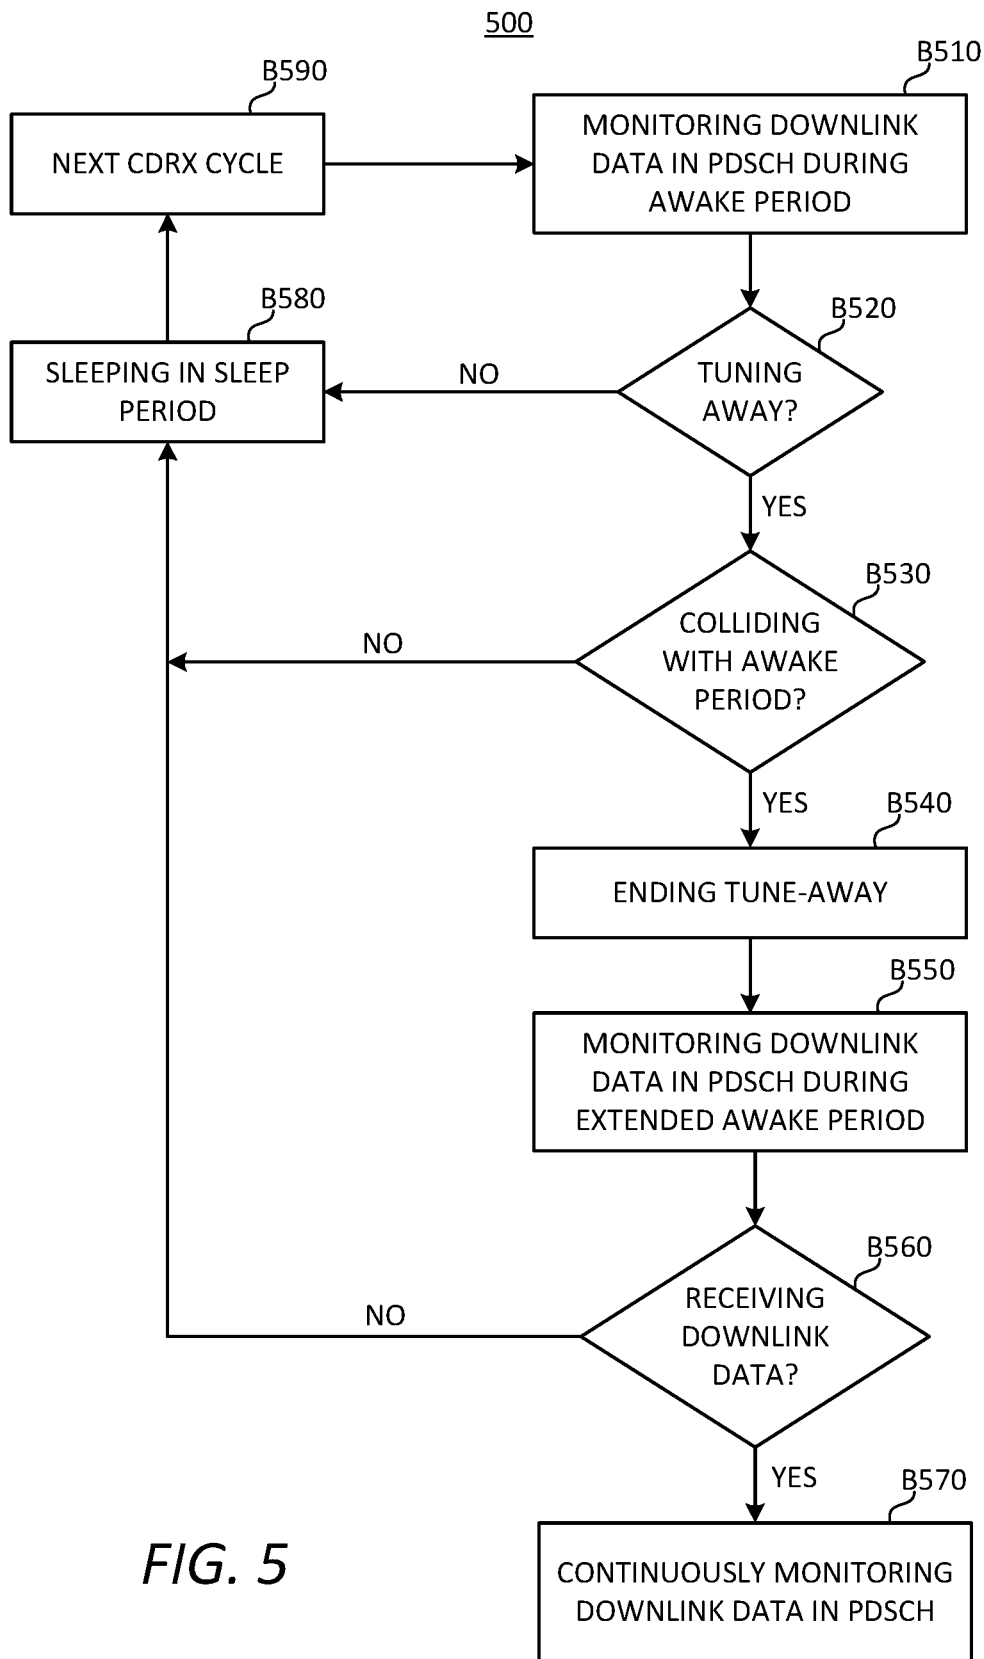 500
B590
B510
NEXT CDRX CYCLE
MONITORING DOWNLINK
DATA IN PDSCH DURING
AWAKE PERIOD
B580
B520
SLEEPING IN SLEEP
PERIOD
NO
TUNING
AWAY?
YES
B530
NO
COLLIDING
WITH AWAKE
PERIOD?
YES
B540
ENDING TUNE-AWAY
B550
MONITORING DOWNLINK
DATA IN PDSCH DURING
EXTENDED AWAKE PERIOD
B560
NO
RECEIVING
DOWNLINK
DATA?
YES
B570
CONTINUOUSLY MONITORING
DOWNLINK DATA IN PDSCH
FIG. 5